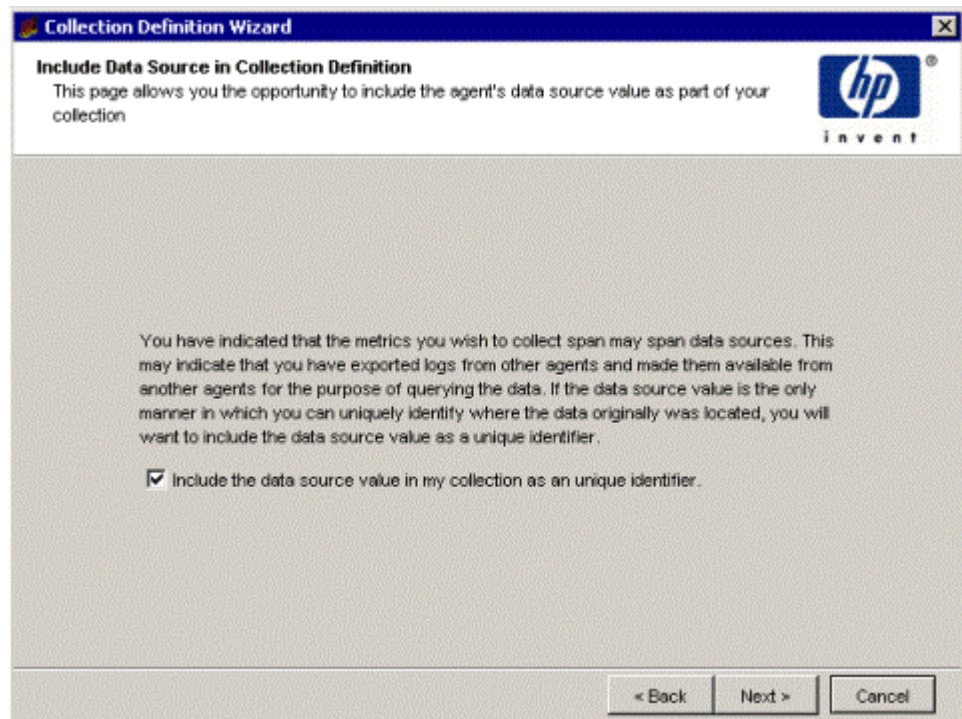 Collection Definition Wizard
Include Data Source in Collection Definition
This page allows you the opportunity to include the agent's data source value as part of your
collection
hp
®
invent
You have indicated that the metrics you wish to collect span may span data sources. This
may indicate that you have exported logs from other agents and made them available from
another agents for the purpose of querying the data. If the data source value is the only
manner in which you can uniquely identify where the data originally was located, you will
want to include the data source value as a unique identifier.
Include the data source value in my collection as an unique identifier.
< Back
Next >
Cancel